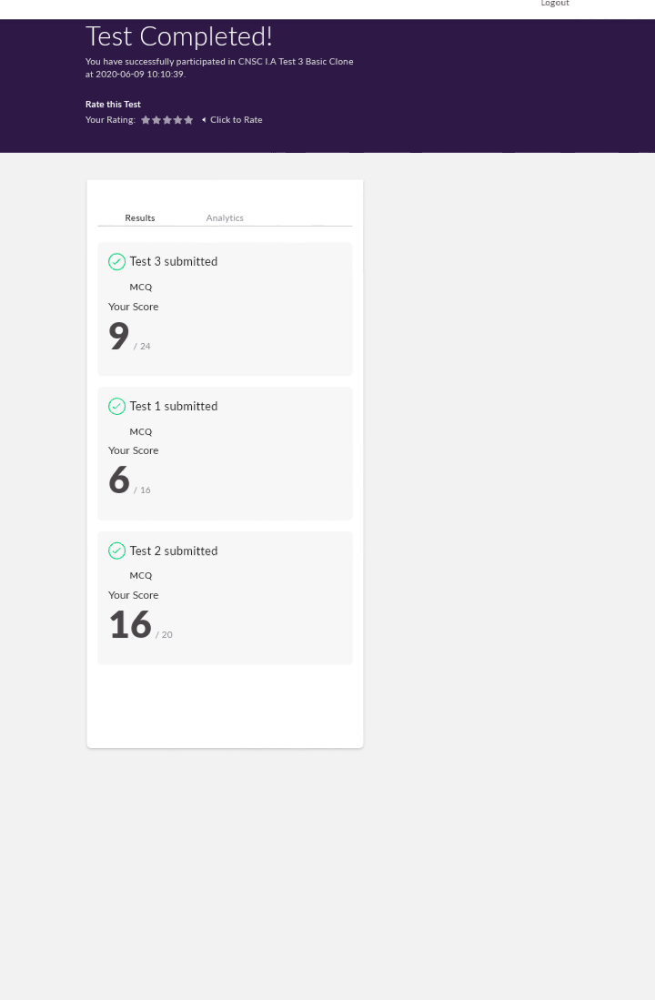 Logout
Test Completed!
You have successfully participated in CNSC I.A Test 3 Basic Clone
at 2020-06-09 10:10:39.
Rate this Test
Your Rating: Click to Rate
Results Analytics
Test 3 submitted
MCQ
Your Score
9 / 24
Test 1 submitted
MCQ
Your Score
6 / 16
Test 2 submitted
MCQ
Your Score
16 / 20